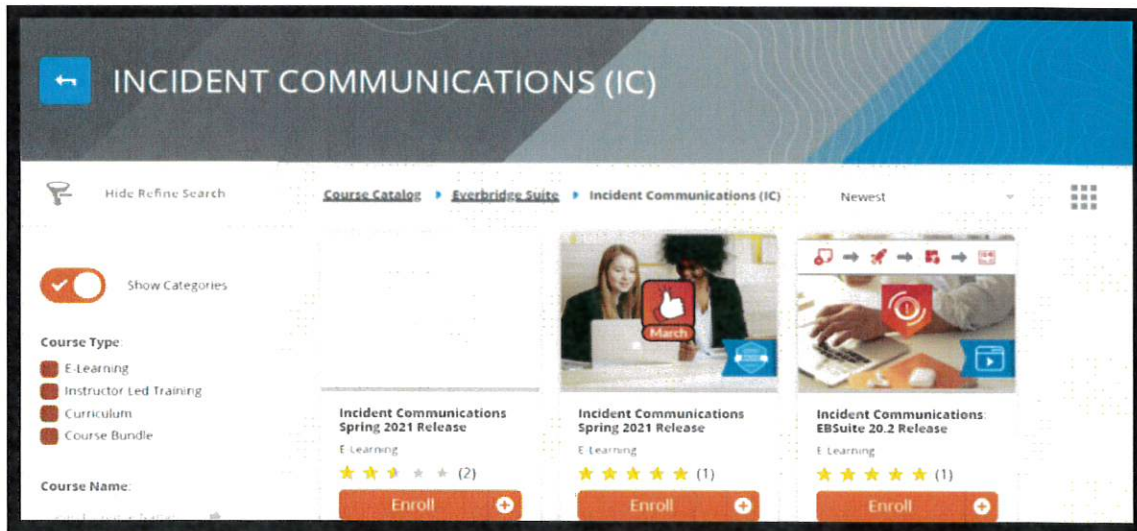 INCIDENT COMMUNICATIONS (IC)
Hide Refine Search
Course Catalog Everbridge Suite Incident Communications (IC)
Newest
Show Categories
Course Type:
E-Learning
Instructor Led Training
Curriculum
Course Bundle
Course Name:
March
Incident Communications
Spring 2021 Release
E-Learning
(2)
Enroll
Incident Communications
Spring 2021 Release
E-Learning
(1)
Enroll
Incident Communications:
EBSuite 20.2 Release
E-Learning
(1)
Enroll